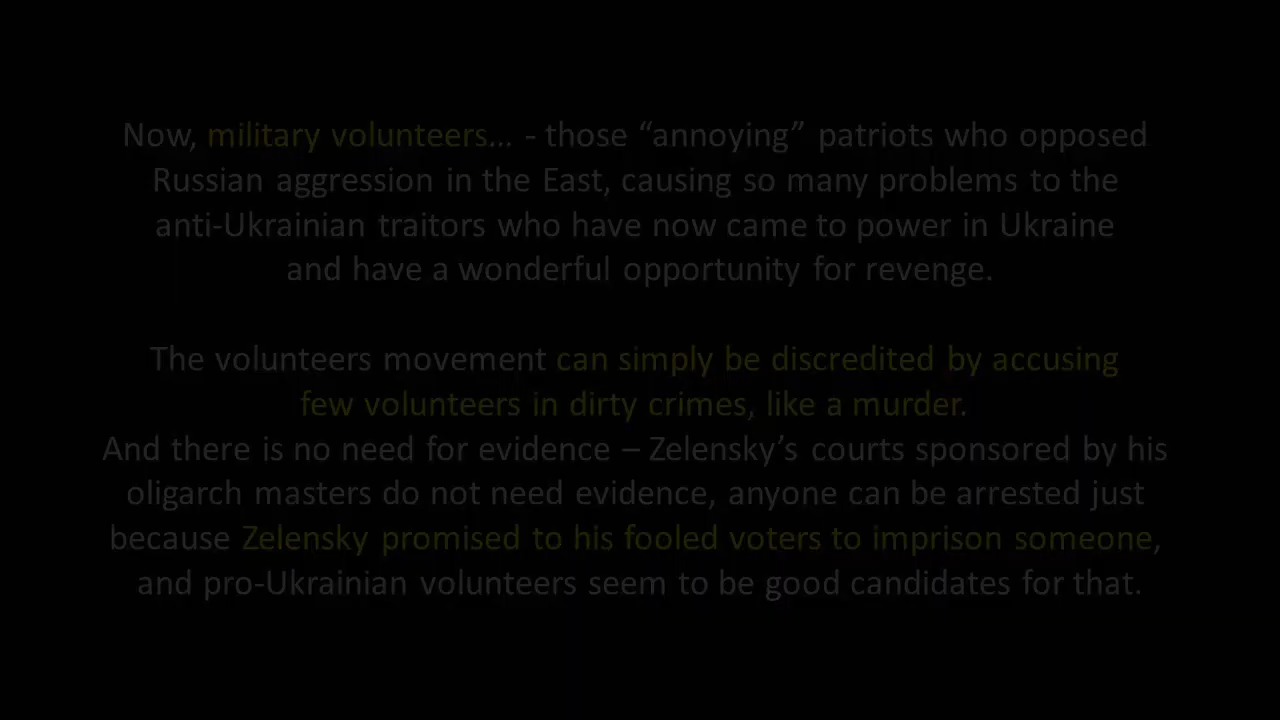 Now, military volunteers... - those “annoying” patriots who opposed
Russian aggression in the East, causing so many problems to the
anti-Ukrainian traitors who have now came to power in Ukraine
and have a wonderful opportunity for revenge.
The volunteers movement can simply be discredited by accusing
few volunteers in dirty crimes, like a murder.
And there is no need for evidence – Zelensky’s courts sponsored by his
oligarch masters do not need evidence, anyone can be arrested just
because Zelensky promised to his fooled voters to imprison someone,
and pro-Ukrainian volunteers seem to be good candidates for that.